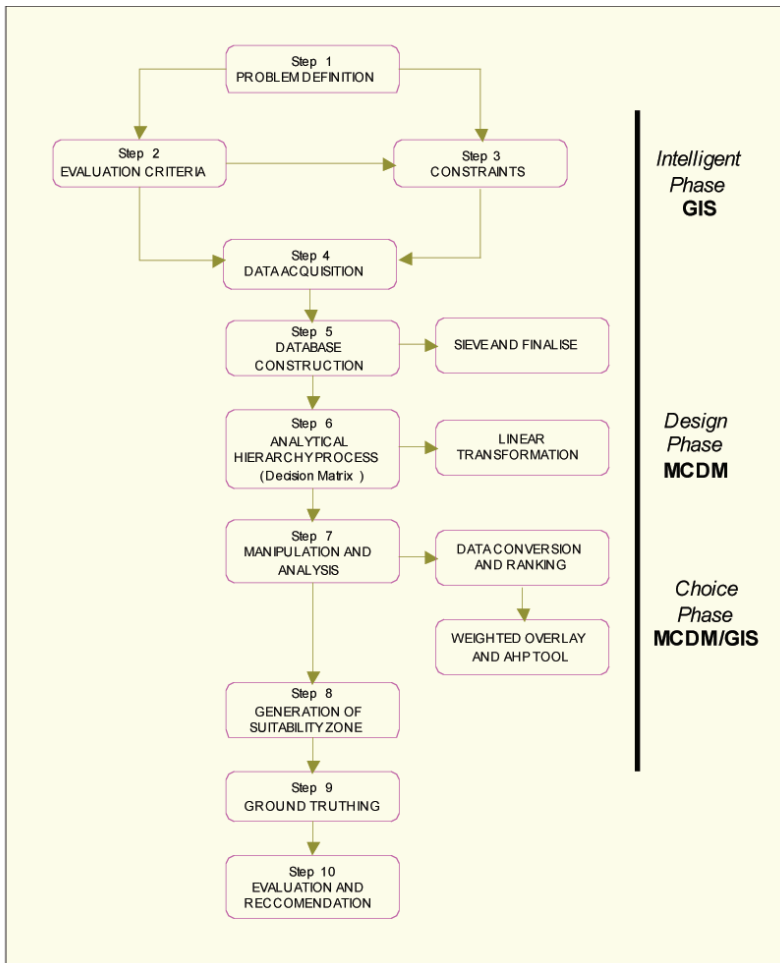 Step 1
PROBLEM DEFINITION
Step 2
EVALUATION CRITERIA
Step 3
CONSTRAINTS
Intelligent
Phase
GIS
Step 4
DATA ACQUISITION
Step 5
DATABASE
CONSTRUCTION
SIEVE AND FINALISE
Step 6
ANALYTICAL
HIERARCHY PROCESS
(Decision Matrix )
LINEAR
TRANSFORMATION
Design
Phase
MCDM
Step 7
MANIPULATION AND
ANALYSIS
DATA CONVERSION
AND RANKING
WEIGHTED OVERLAY
AND AHP TOOL
Choice
Phase
MCDM/GIS
Step 8
GENERATION OF
SUITABILITY ZONE
Step 9
GROUND TRUTHING
Step 10
EVALUATION AND
RECCOMENDATION